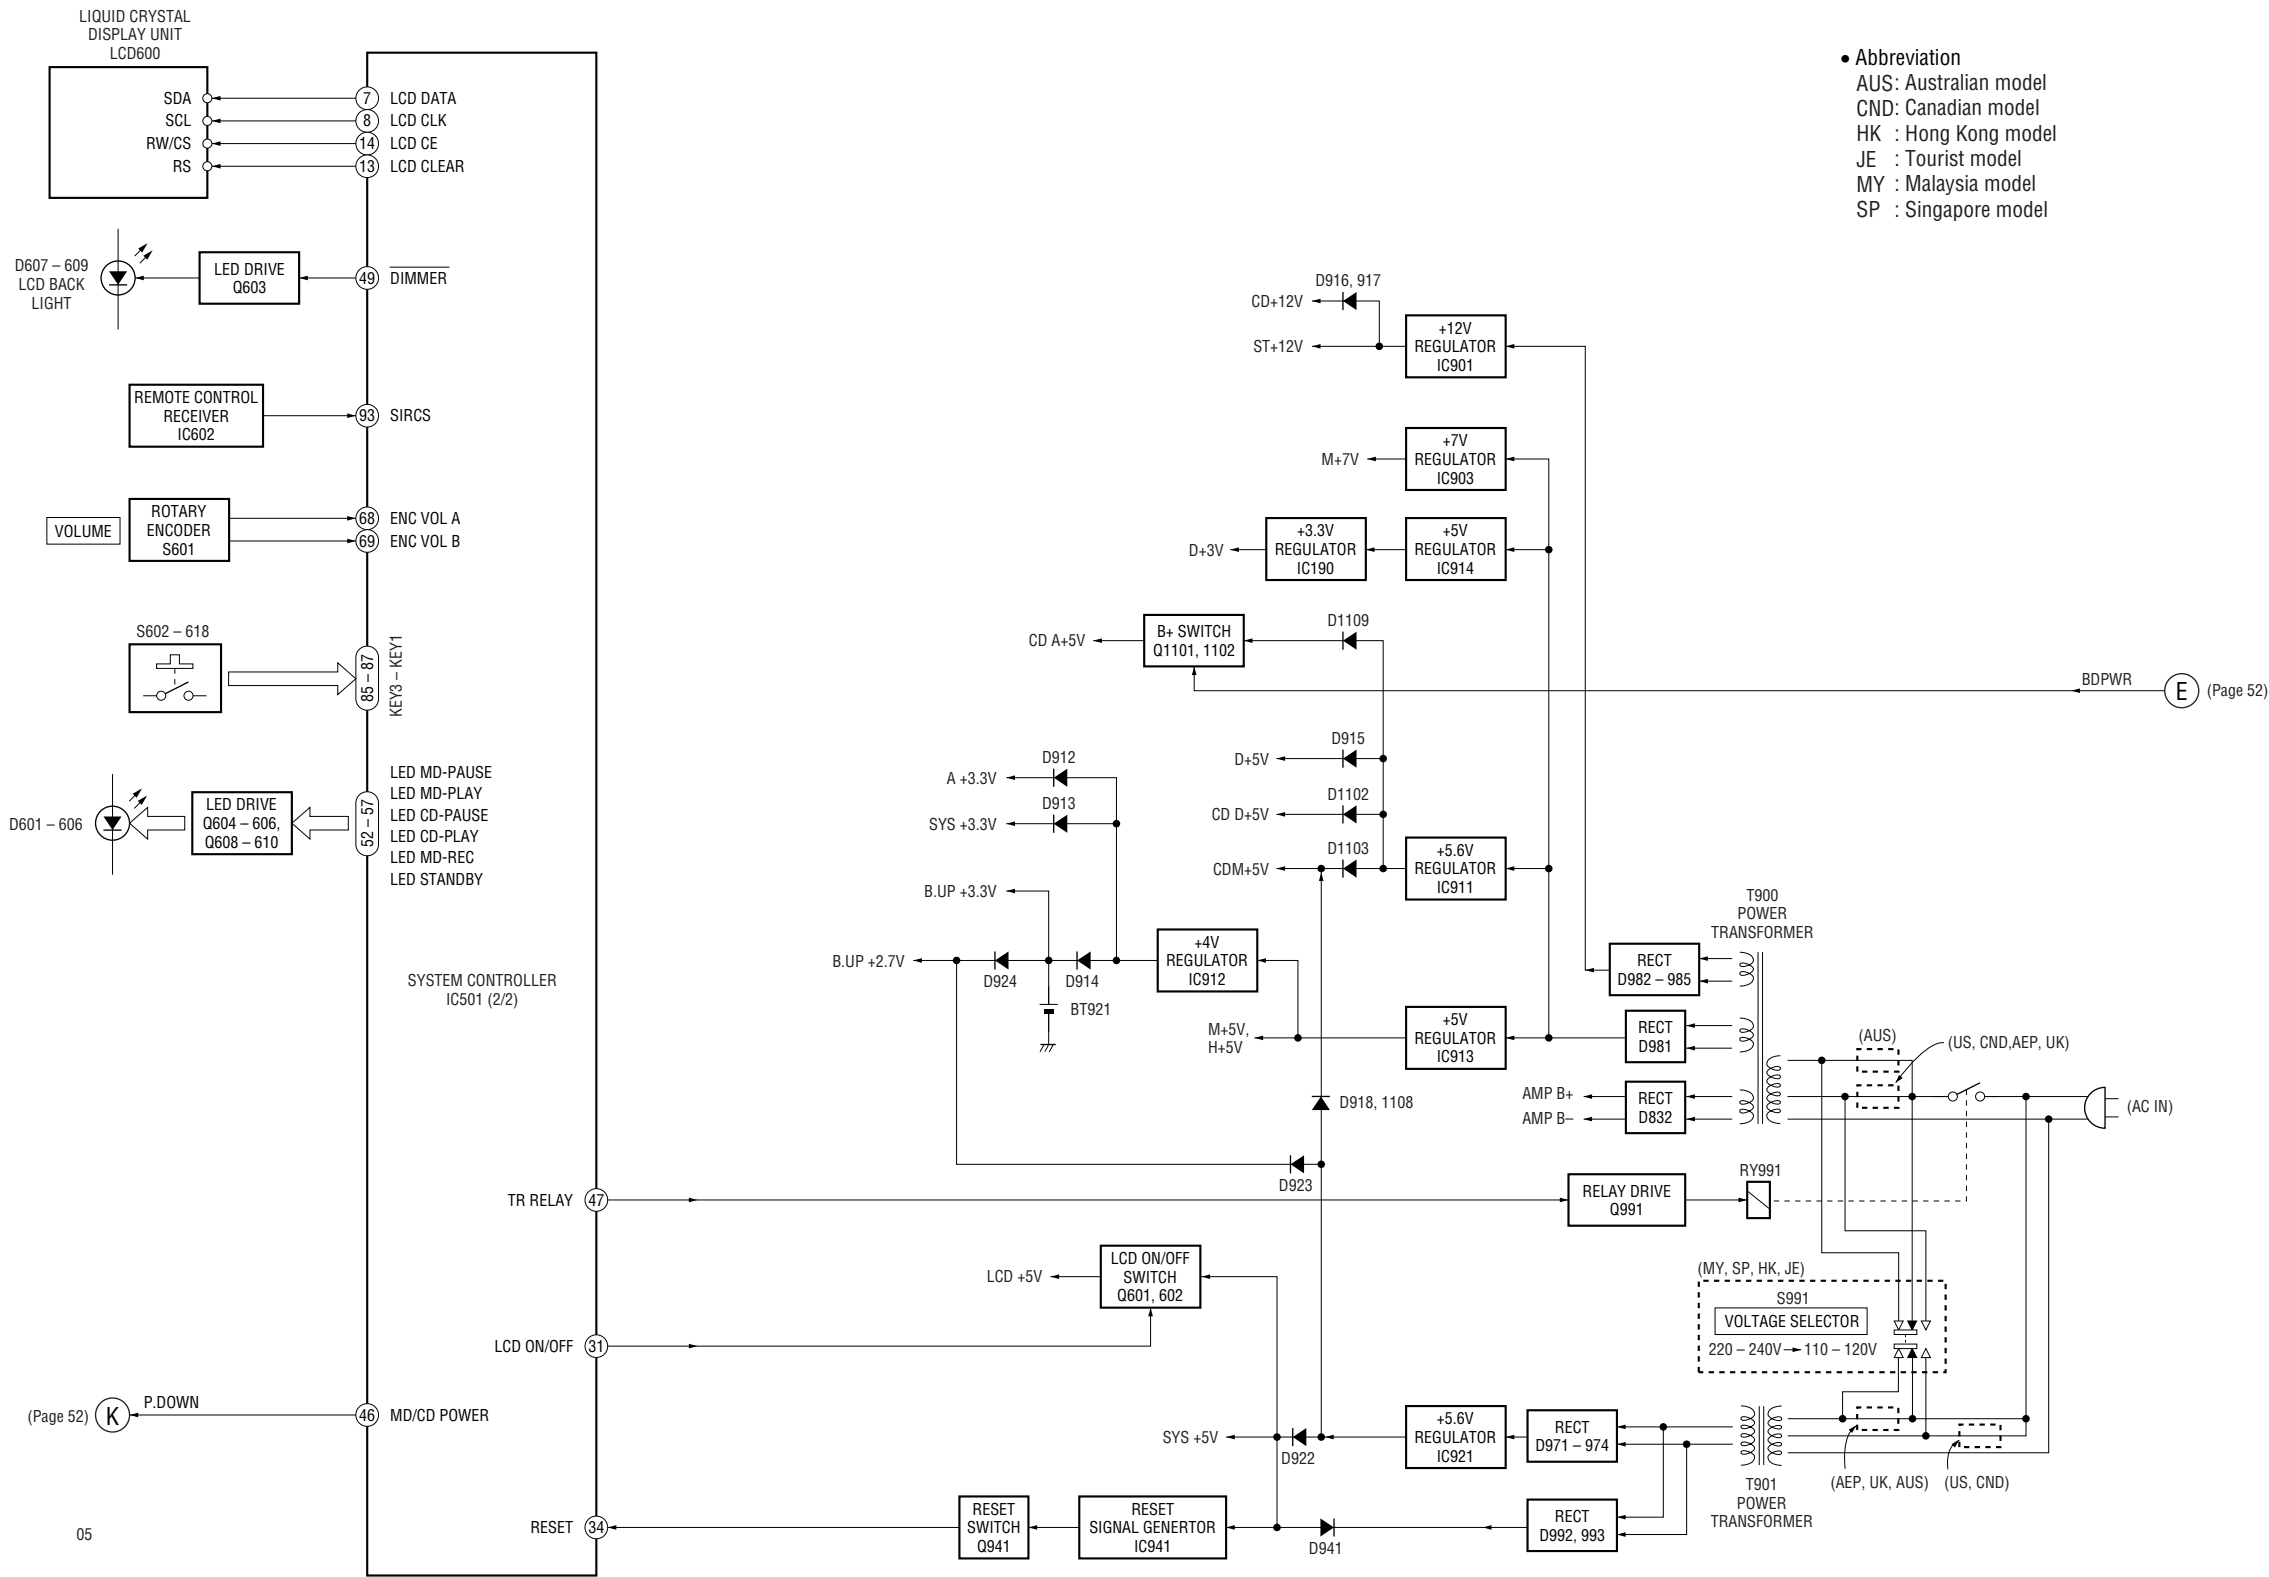 LIQUID CRYSTAL
DISPLAY UNIT
LCD600
SDA
SCL
RW/CS
RS
7
8
14
13
LCD DATA
LCD CLK
LCD CE
LCD CLEAR
• Abbreviation
AUS: Australian model
CND: Canadian model
HK : Hong Kong model
JE : Tourist model
MY : Malaysia model
SP : Singapore model
D607 – 609
LCD BACK
LIGHT
LED DRIVE
Q603
49
DIMMER
REMOTE CONTROL
RECEIVER
IC602
93
SIRCS
VOLUME
ROTARY
ENCODER
S601
68
69
ENC VOL A
ENC VOL B
S602 – 618
85 – 87
KEY3 – KEY1
D601 – 606
LED DRIVE
Q604 – 606,
Q608 – 610
52 – 57
LED MD-PAUSE
LED MD-PLAY
LED CD-PAUSE
LED CD-PLAY
LED MD-REC
LED STANDBY
SYSTEM CONTROLLER
IC501 (2/2)
D916, 917
CD+12V
ST+12V
+12V
REGULATOR
IC901
M+7V
+7V
REGULATOR
IC903
D+3V
+3.3V
REGULATOR
IC190
+5V
REGULATOR
IC914
CD A+5V
B+ SWITCH
Q1101, 1102
D1109
BDPWR
E
(Page 52)
D+5V
D915
CD D+5V
D1102
CDM+5V
D1103
+5.6V
REGULATOR
IC911
A +3.3V
D912
SYS +3.3V
D913
B.UP +3.3V
B.UP +2.7V
D924
D914
BT921
+4V
REGULATOR
IC912
M+5V,
H+5V
+5V
REGULATOR
IC913
T900
POWER
TRANSFORMER
RECT
D982 – 985
RECT
D981
AMP B+
AMP B–
RECT
D832
(AUS)
(US, CND,AEP, UK)
(AC IN)
D918, 1108
D923
TR RELAY
47
RELAY DRIVE
Q991
RY991
LCD +5V
LCD ON/OFF
SWITCH
Q601, 602
LCD ON/OFF
31
(MY, SP, HK, JE)
S991
VOLTAGE SELECTOR
220 – 240V
110 – 120V
(Page 52)
K
P.DOWN
46
MD/CD POWER
SYS +5V
D922
+5.6V
REGULATOR
IC921
RECT
D971 – 974
T901
POWER
TRANSFORMER
(AEP, UK, AUS)
(US, CND)
RESET
34
RESET
SWITCH
Q941
RESET
SIGNAL GENERTOR
IC941
D941
RECT
D992, 993
05